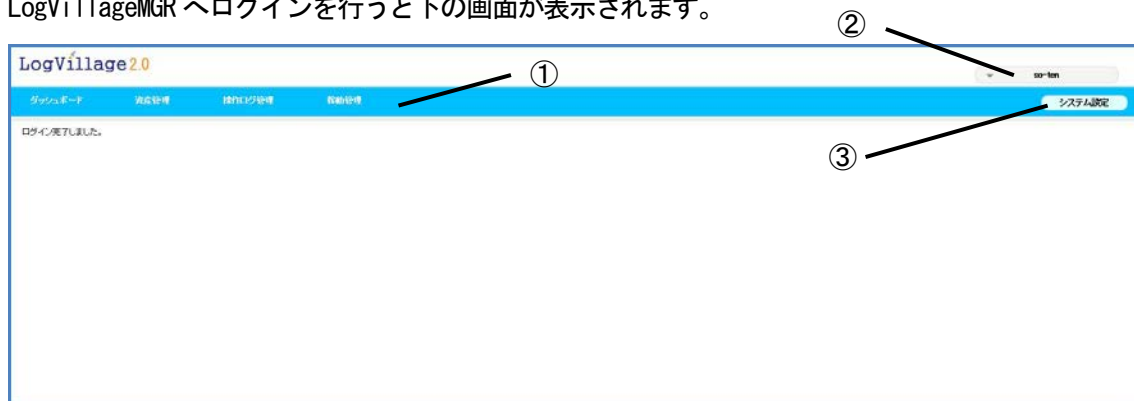 LogVillageMGR へログインを行うと下の画面が表示されます。
②
LogVillage2.0
①
so-ten
ダッシュボード 資産管理 操作ログ管理 稼動管理
システム設定
ログイン完了しました。
③